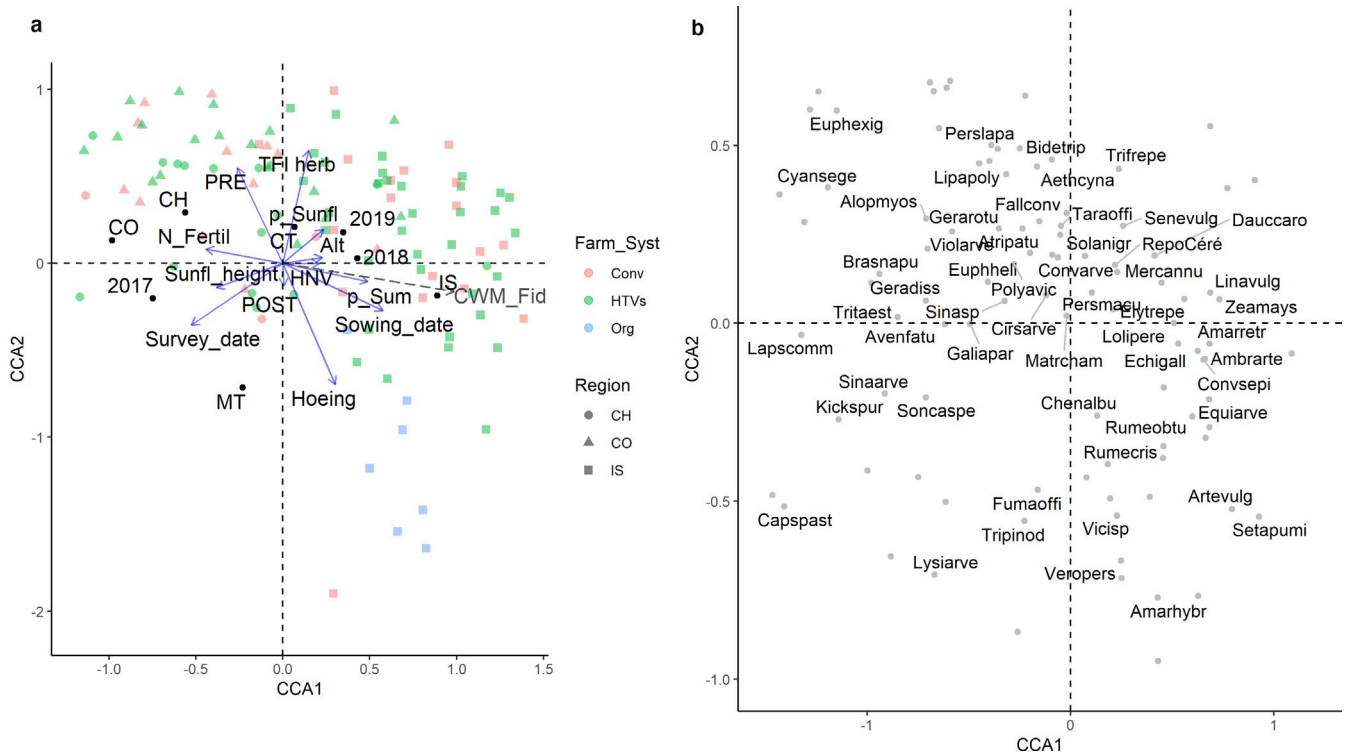 a
1
0
-1
-2
CCA2
-1.0
-0.5
0.0
0.5
1.0
1.5
CCA1
TFI herb
PRE
CH
p_Sunfl
2019
CO
N_Fertil
CT
Alt
2018
Sunfl_height
HNV
IS
2017
POST
p_Sum
CWM_Fid
Survey_date
Sowing_date
MT
Hoeing
Farm_Syst
Conv
HTVs
Org
Region
CH
CO
IS
b
0.5
0.0
-0.5
-1.0
CCA2
-1
0
1
CCA1
Euphexig
Perslapa
Bidetrip
Trifrepe
Cyansege
Lipapoly
Aethcyna
Alopmyos
Gerarotu
Fallconv
Taraoffi
Senevulg
Dauccaro
Violarve
Atripatu
Solanigr
RepoCéré
Brasnapu
Euphheli
Convarve
Mercannu
Geradiss
Polyavic
Linavulg
Tritaest
Sinasp
Persmacu
Elytrepe
Zeamays
Avenfatu
Cirsarve
Lolipere
Amarretr
Lapscomm
Galiapar
Matrcham
Echigall
Ambrarte
Sinaarve
Convsepi
Kickspur
Soncaspe
Chenalbu
Equiarve
Rumeobtu
Rumecris
Capspast
Fumaoffi
Artevulg
Tripinod
Vicisp
Setapumi
Lysiarve
Veropers
Amarhybr